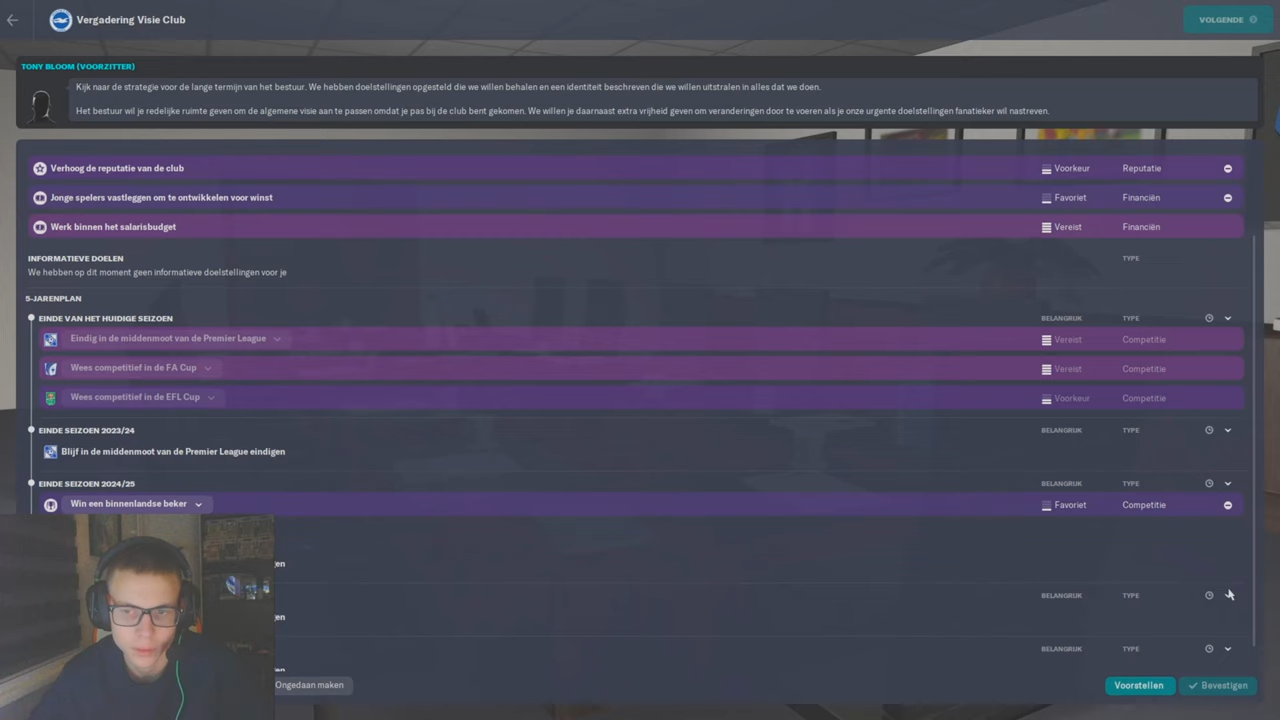 Vergadering Visie Club
VOLGENDE
TONY BLOOM (VOORZITTER)
Kijk naar de strategie voor de lange termijn van het bestuur. We hebben doelstellingen opgesteld die we willen behalen en een identiteit beschreven die we willen uitstralen in alles dat we doen.
Het bestuur wil je redelijke ruimte geven om de algemene visie aan te passen omdat je pas bij de club bent gekomen. We willen je daarnaast extra vrijheid geven om veranderingen door te voeren als je onze urgente doelstellingen fanatieker wil nastreven.
Verhoog de reputatie van de club Voorkeur Reputatie
Jonge spelers vastleggen om te ontwikkelen voor winst Favoriet Financiën
Werk binnen het salarisbudget Vereist Financiën
INFORMATIEVE DOELEN TYPE
We hebben op dit moment geen informatieve doelstellingen voor je
5-JARENPLAN
EINDE VAN HET HUIDIGE SEIZOEN BELANGRIJK TYPE
Eindig in de middenmoot van de Premier League Vereist Competitie
Wees competitief in de FA Cup Vereist Competitie
Wees competitief in de EFL Cup Voorkeur Competitie
EINDE SEIZOEN 2023/24 BELANGRIJK TYPE
Blijf in de middenmoot van de Premier League eindigen
EINDE SEIZOEN 2024/25 BELANGRIJK TYPE
Win een binnenlandse beker Favoriet Competitie
gen
BELANGRIJK TYPE
gen
BELANGRIJK TYPE
Ongedaan maken Voorstellen Bevestigen